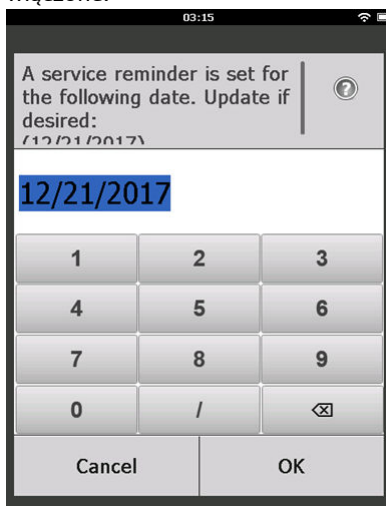 03:15
A service reminder is set for
the following date. Update if
desired:
(12/21/2017)
12/21/2017
1 2 3
4 5 6
7 8 9
0 /
Cancel OK